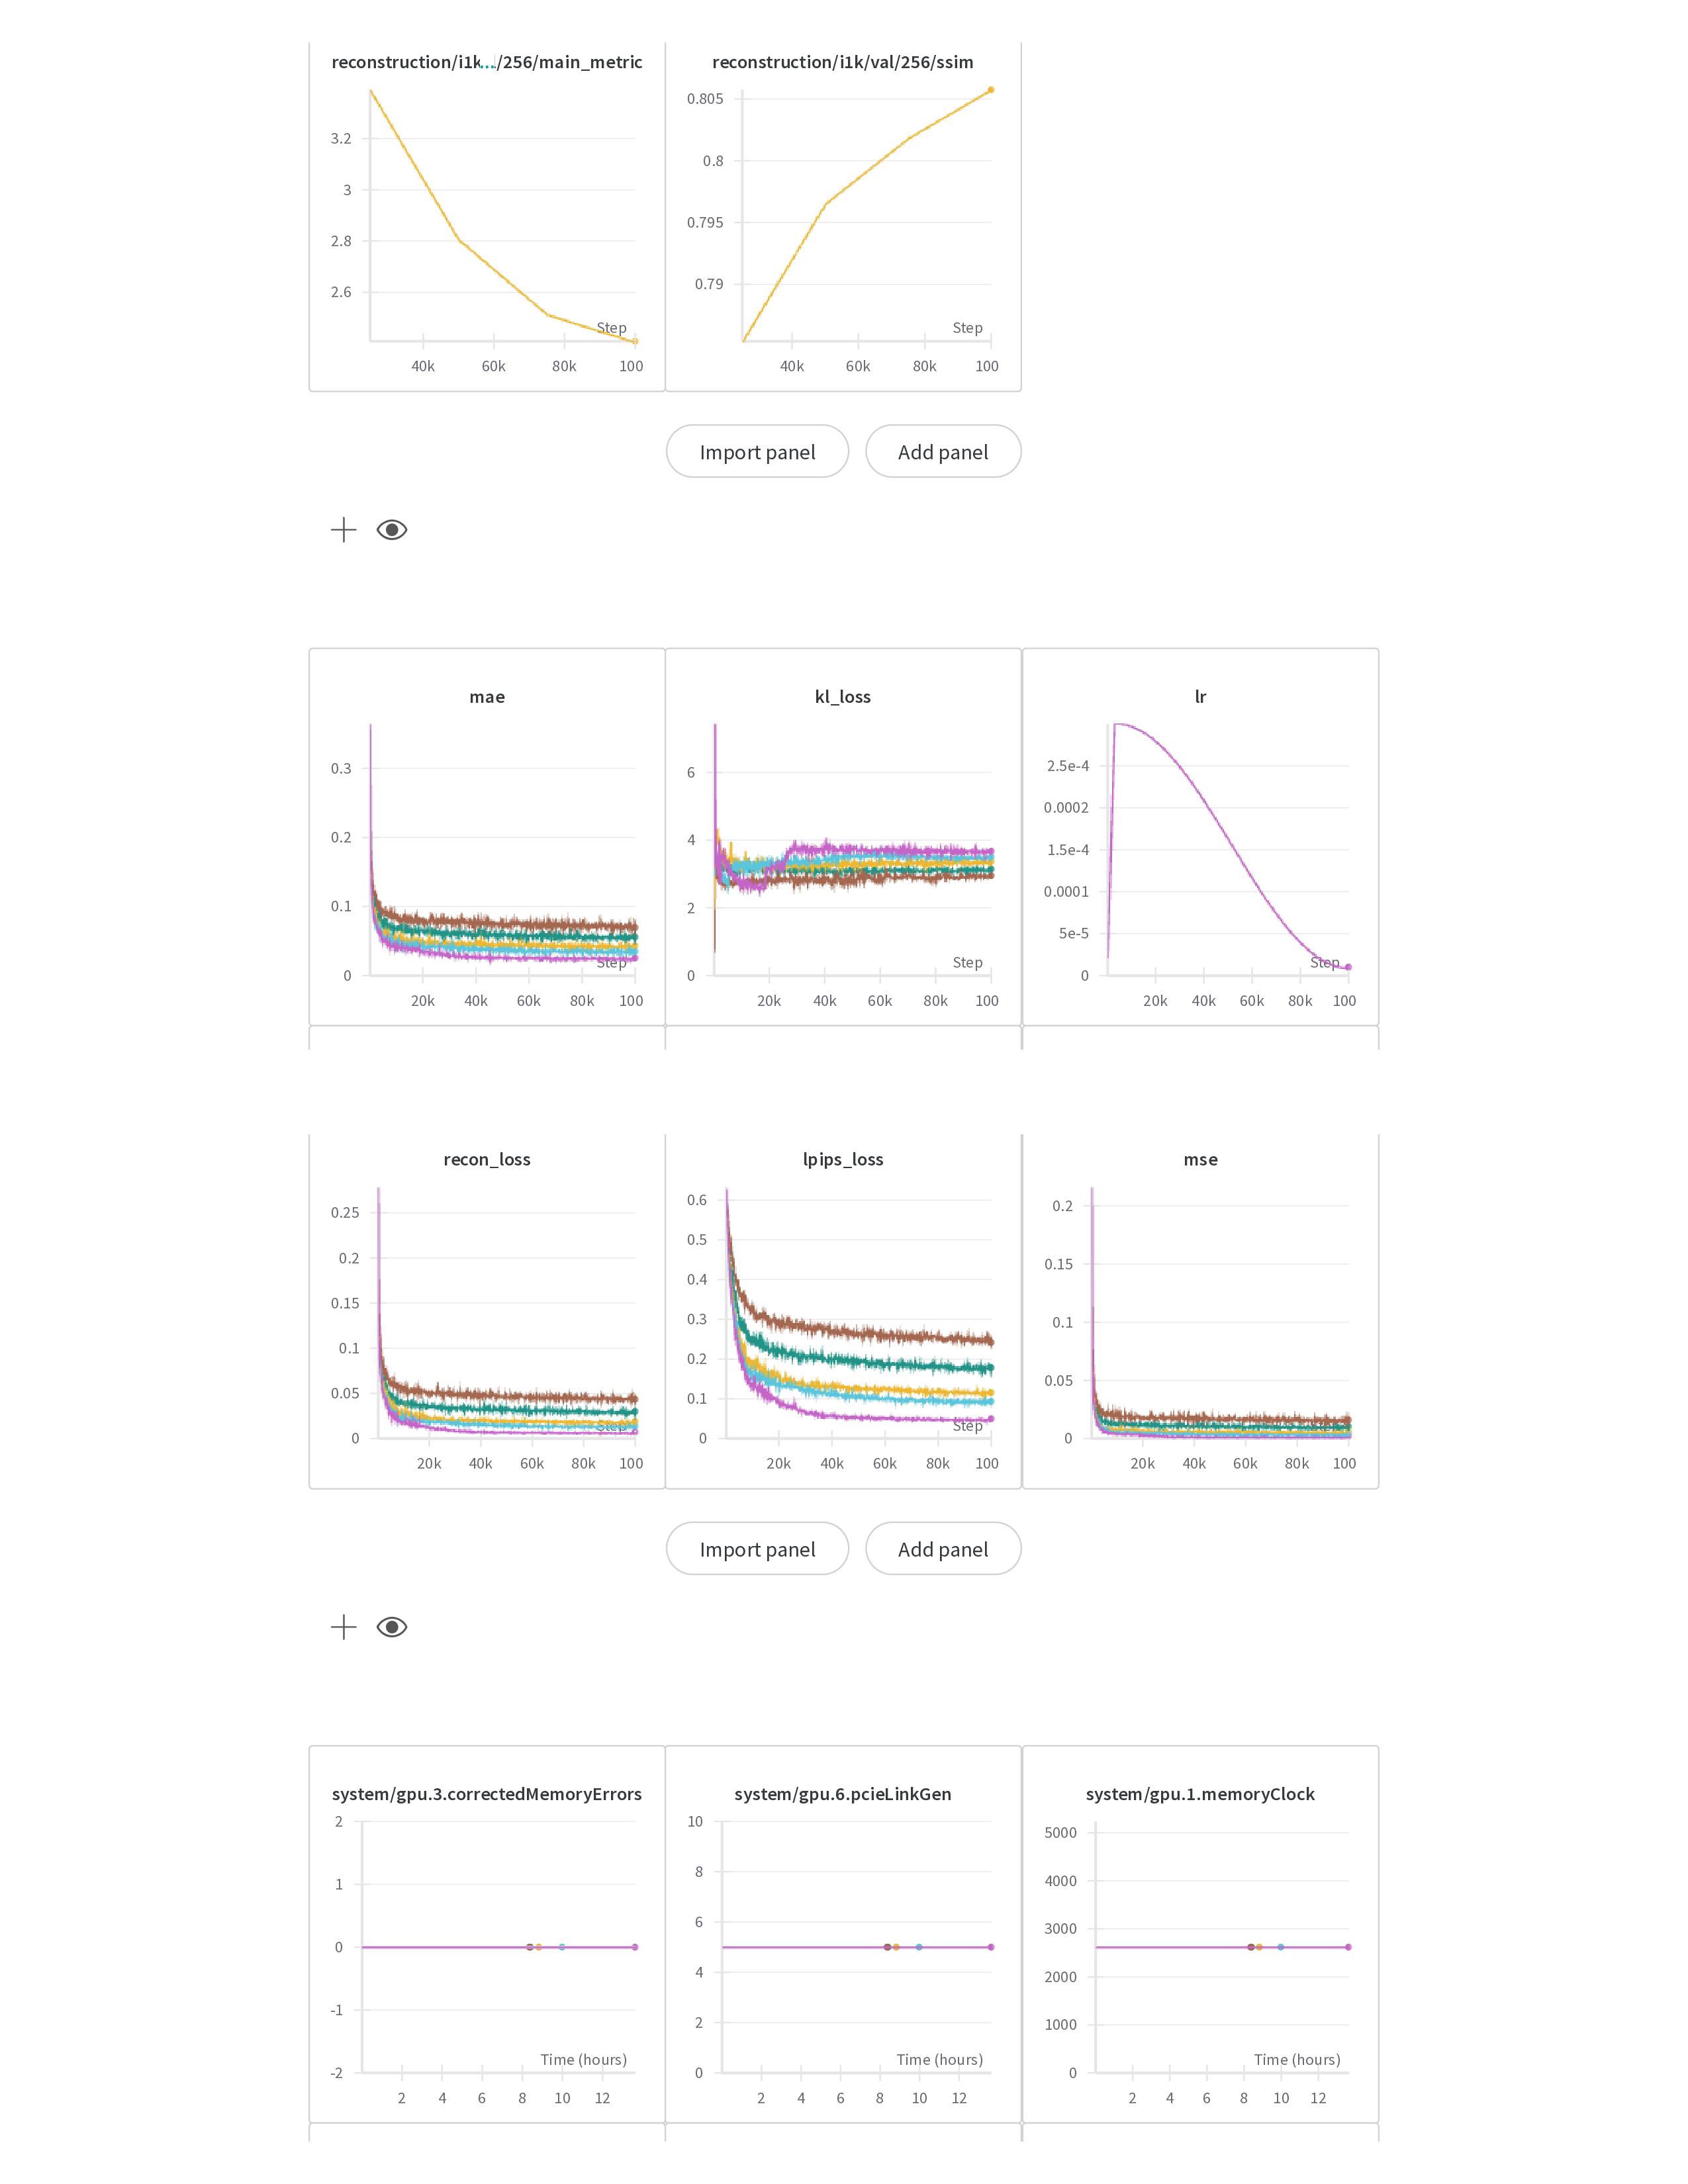 reconstruction/i1k.../256/main_metric
3.2
3
2.8
2.6
Step
40k 60k 80k 100
reconstruction/i1k/val/256/ssim
0.805
0.8
0.795
0.79
Step
40k 60k 80k 100
Import panel
Add panel
mae
0.3
0.2
0.1
0
Step
20k 40k 60k 80k 100
kl_loss
6
4
2
0
Step
20k 40k 60k 80k 100
lr
2.5e-4
0.0002
1.5e-4
0.0001
5e-5
0
Step
20k 40k 60k 80k 100
recon_loss
0.25
0.2
0.15
0.1
0.05
0
Step
20k 40k 60k 80k 100
lpips_loss
0.6
0.5
0.4
0.3
0.2
0.1
0
Step
20k 40k 60k 80k 100
mse
0.2
0.15
0.1
0.05
0
Step
20k 40k 60k 80k 100
Import panel
Add panel
system/gpu.3.correctedMemoryErrors
2
1
0
-1
-2
Time (hours)
2 4 6 8 10 12
system/gpu.6.pcieLinkGen
10
8
6
4
2
0
Time (hours)
2 4 6 8 10 12
system/gpu.1.memoryClock
5000
4000
3000
2000
1000
0
Time (hours)
2 4 6 8 10 12